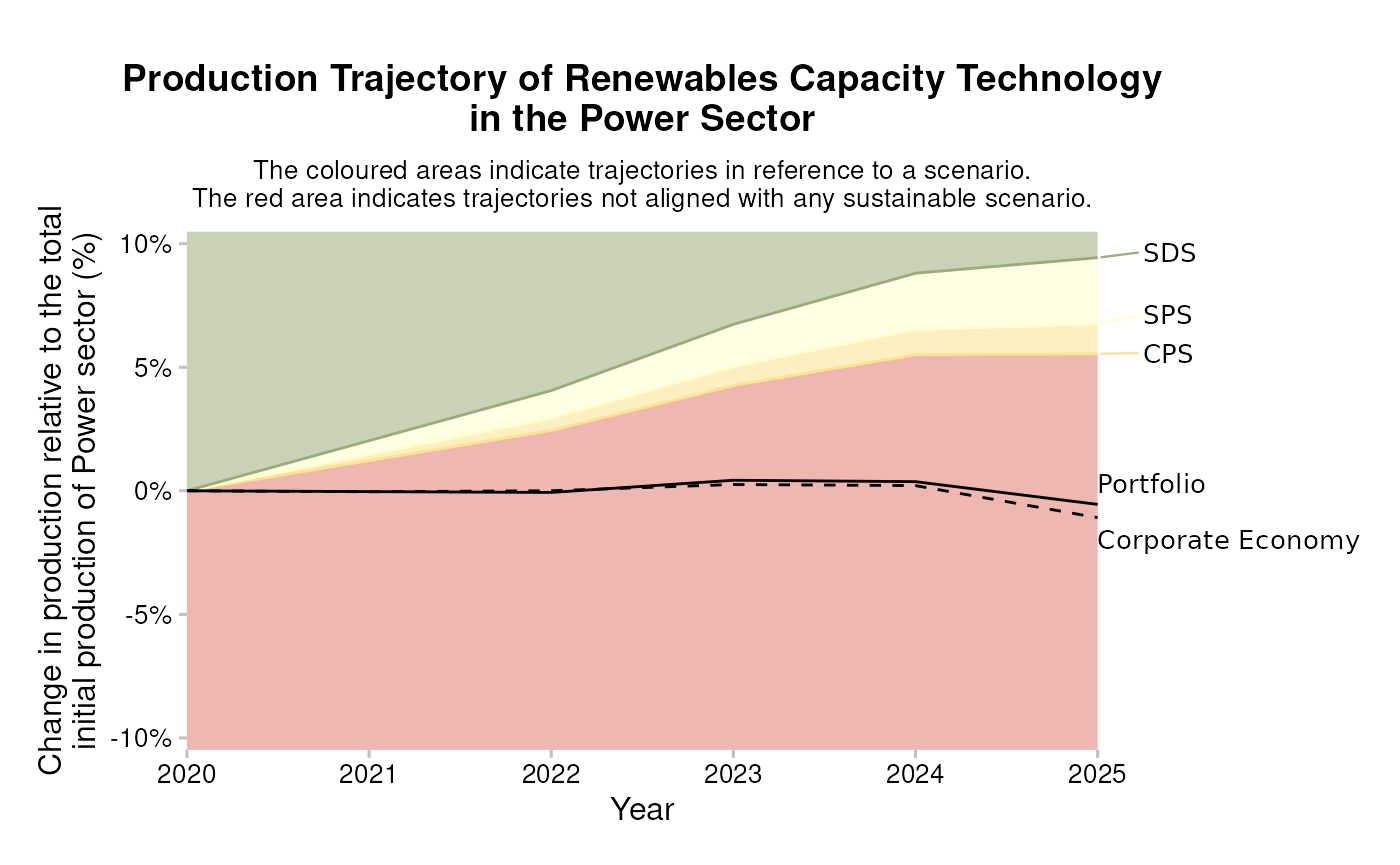 Production Trajectory of Renewables Capacity Technology
in the Power Sector
The coloured areas indicate trajectories in reference to a scenario.
The red area indicates trajectories not aligned with any sustainable scenario.
Change in production relative to the total
initial production of Power sector (%)
10%
5%
0%
-5%
-10%
SDS
SPS
CPS
Portfolio
Corporate Economy
2020
2021
2022
2023
2024
2025
Year